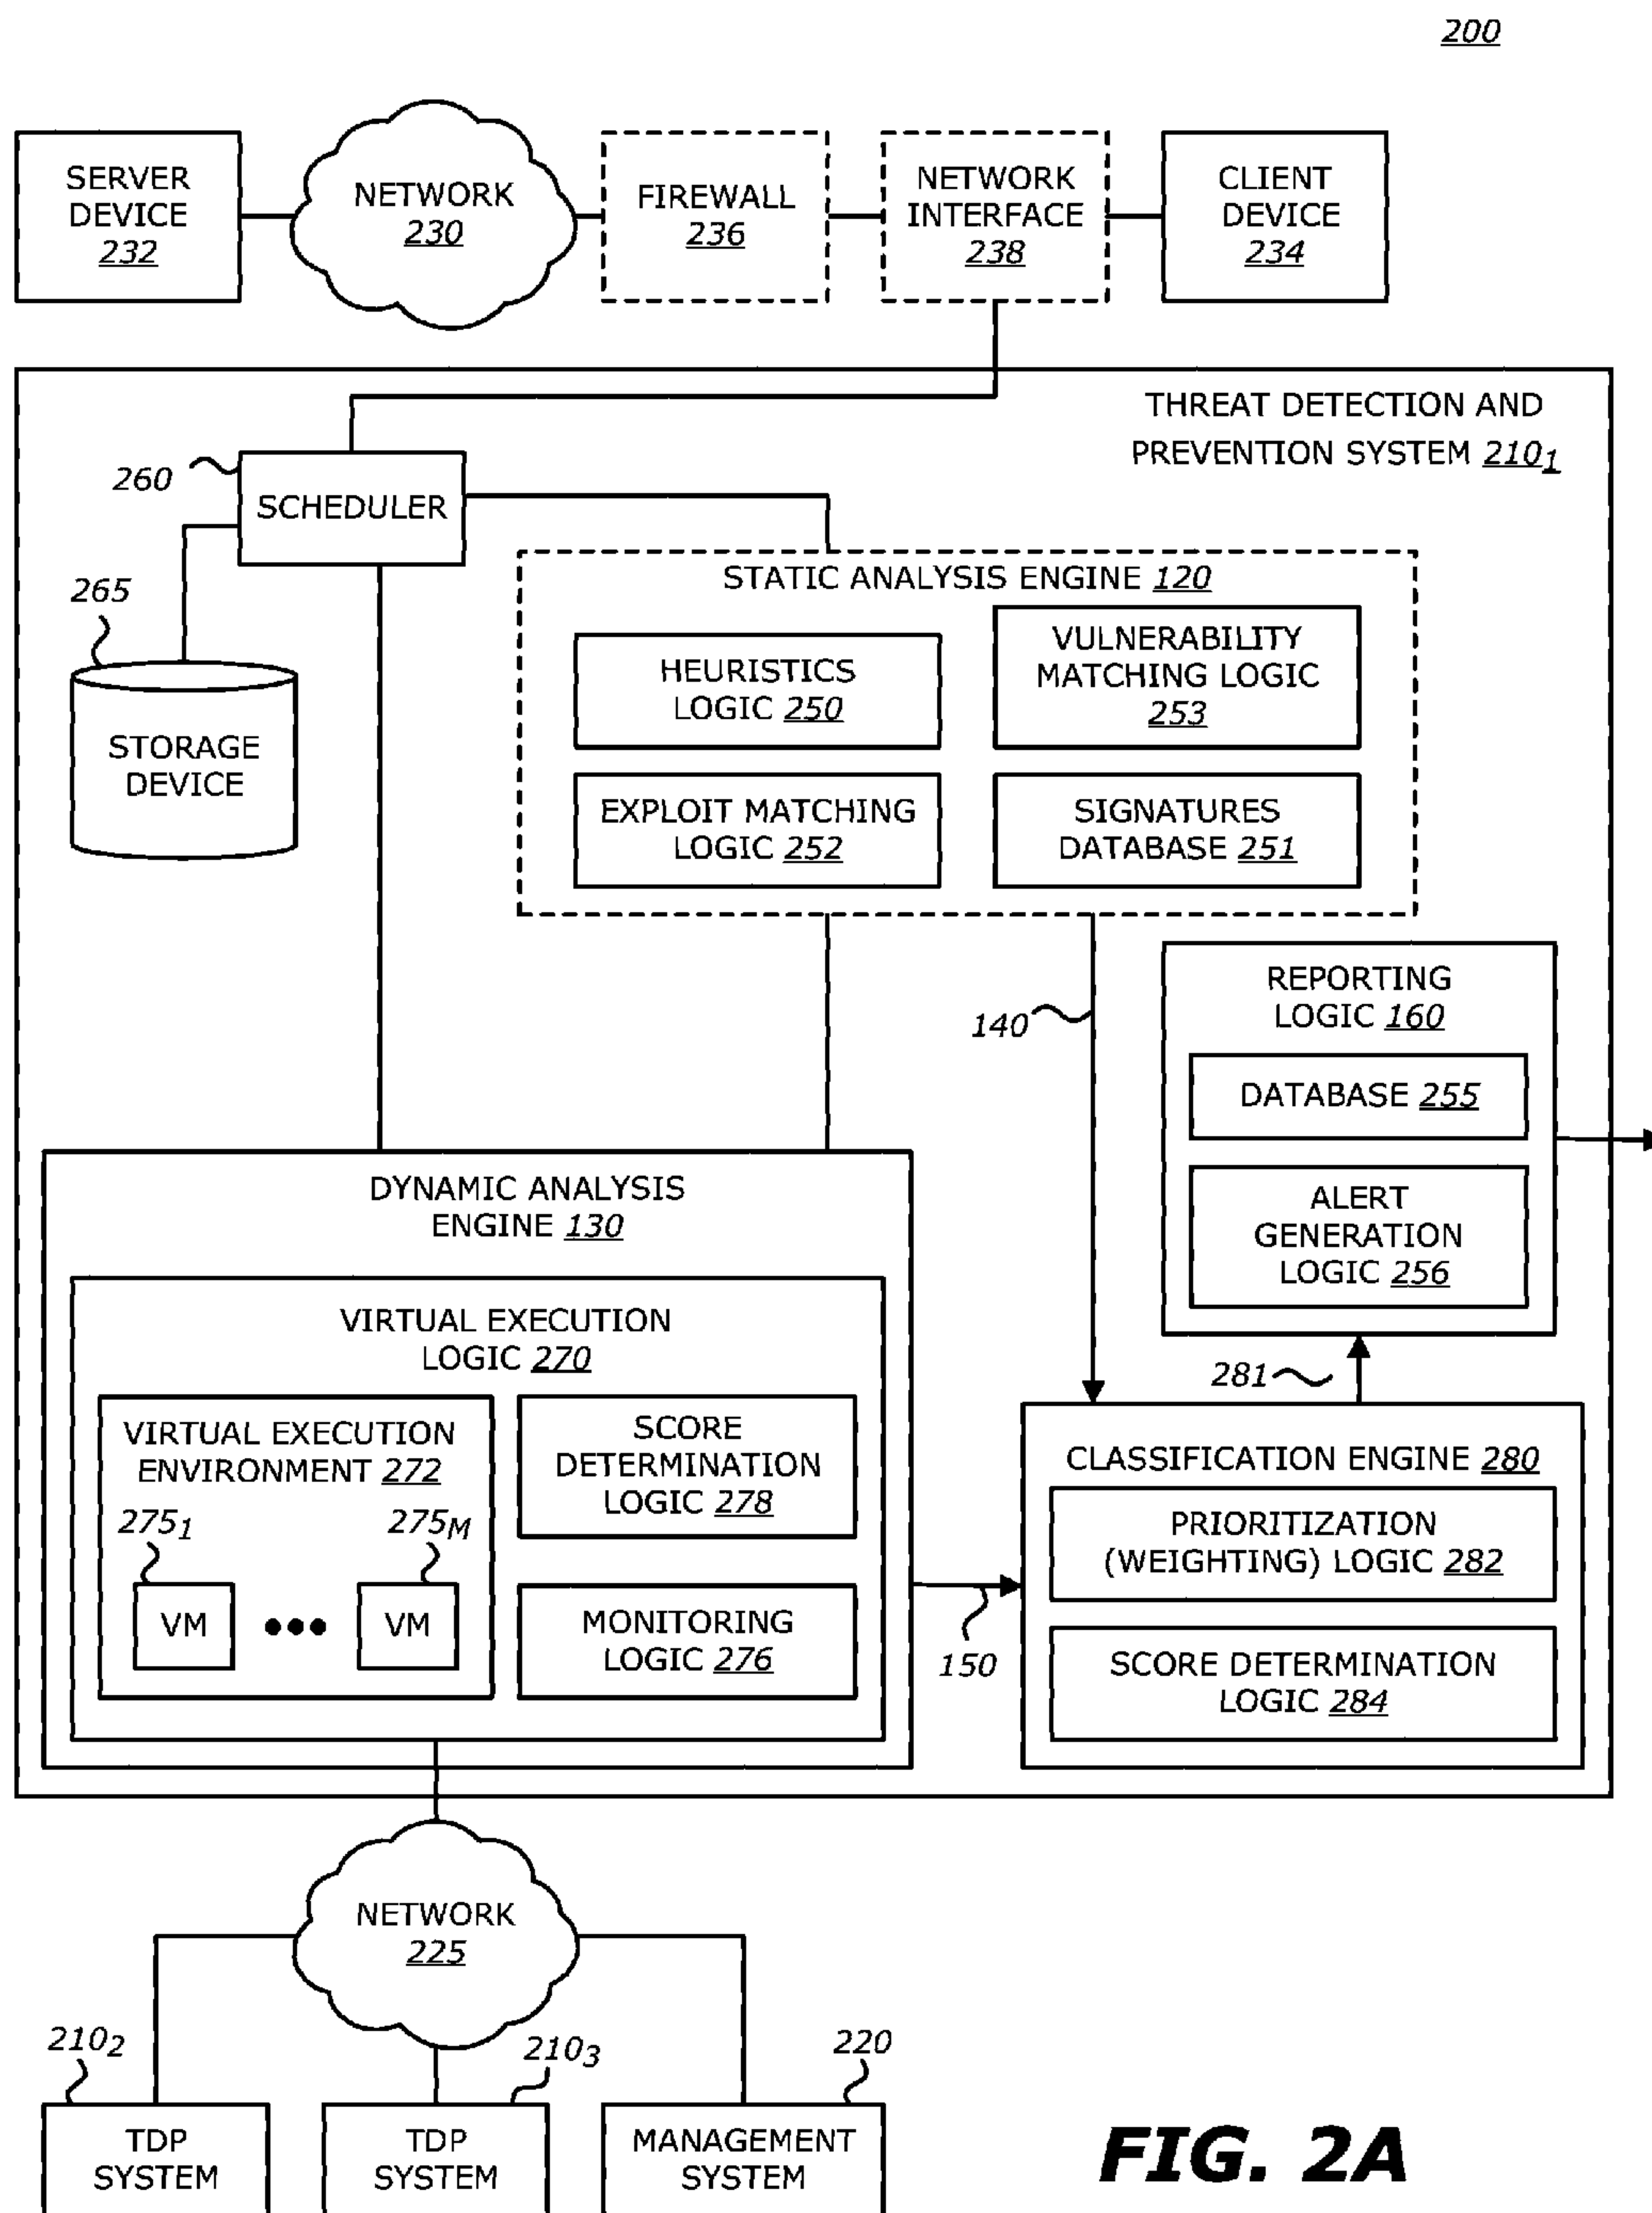 200
SERVER
DEVICE
232
NETWORK
230
FIREWALL
236
NETWORK
INTERFACE
238
CLIENT
DEVICE
234
THREAT DETECTION AND
PREVENTION SYSTEM 210₁
260
SCHEDULER
265
STORAGE
DEVICE
STATIC ANALYSIS ENGINE 120
HEURISTICS
LOGIC 250
VULNERABILITY
MATCHING LOGIC
253
EXPLOIT MATCHING
LOGIC 252
SIGNATURES
DATABASE 251
140
REPORTING
LOGIC 160
DATABASE 255
ALERT
GENERATION
LOGIC 256
281
DYNAMIC ANALYSIS
ENGINE 130
VIRTUAL EXECUTION
LOGIC 270
VIRTUAL EXECUTION
ENVIRONMENT 272
275₁
275M
VM
•••
VM
SCORE
DETERMINATION
LOGIC 278
MONITORING
LOGIC 276
150
CLASSIFICATION ENGINE 280
PRIORITIZATION
(WEIGHTING) LOGIC 282
SCORE DETERMINATION
LOGIC 284
NETWORK
225
210₂
TDP
SYSTEM
210₃
TDP
SYSTEM
220
MANAGEMENT
SYSTEM
FIG. 2A